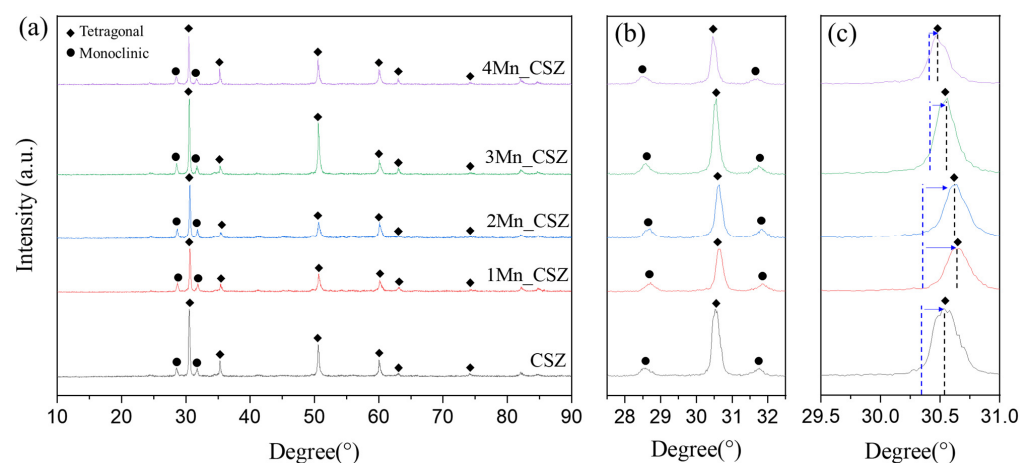 (a)
◆ Tetragonal
● Monoclinic
4Mn_CSZ
3Mn_CSZ
2Mn_CSZ
1Mn_CSZ
CSZ
Intensity (a.u.)
10 20 30 40 50 60 70 80 90
Degree(°)
(b)
28 29 30 31 32
Degree(°)
(c)
29.5 30.0 30.5 31.0
Degree(°)